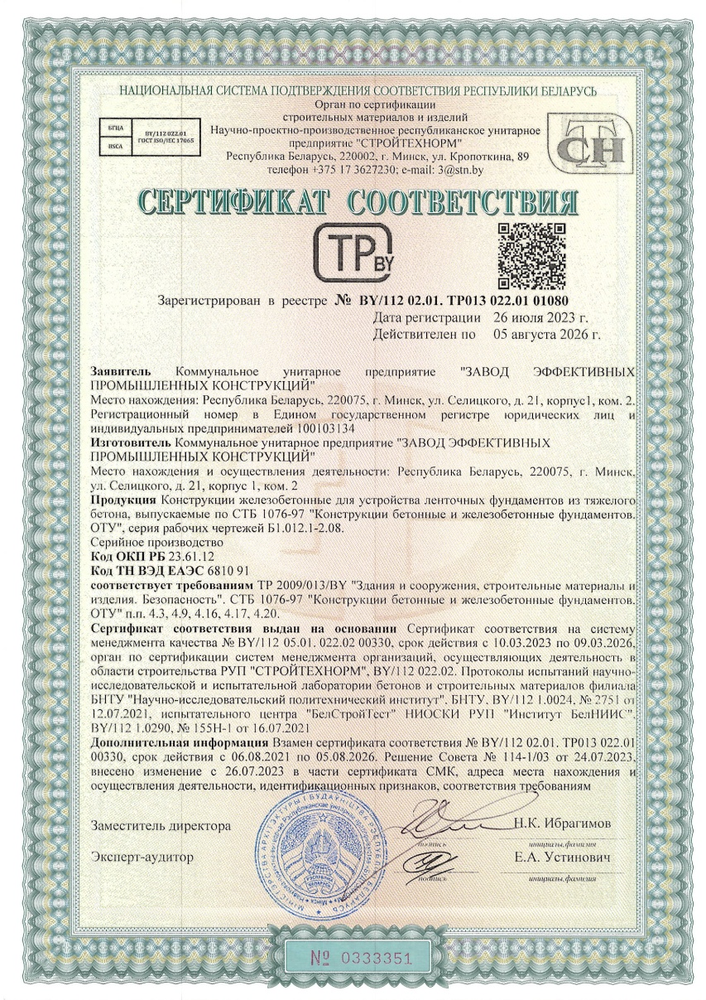 НАЦИОНАЛЬНАЯ СИСТЕМА ПОДТВЕРЖДЕНИЯ СООТВЕТСТВИЯ РЕСПУБЛИКИ БЕЛАРУСЬ
Орган по сертификации
строительных материалов и изделий
Научно-проектно-производственное республиканское унитарное
предприятие "СТРОЙТЕХНОРМ"
Республика Беларусь, 220002, г. Минск, ул. Кропоткина, 89
телефон +375 17 3627230; e-mail: 3@stn.by
БГЦА
BSCA
BY/112 022.01
ГОСТ ISO/IEC 17065
СТН
СЕРТИФИКАТ СООТВЕТСТВИЯ
ТР BY
Зарегистрирован в реестре № BY/112 02.01. ТР013 022.01 01080
Дата регистрации 26 июля 2023 г.
Действителен по 05 августа 2026 г.
Заявитель Коммунальное унитарное предприятие "ЗАВОД ЭФФЕКТИВНЫХ
ПРОМЫШЛЕННЫХ КОНСТРУКЦИЙ"
Место нахождения: Республика Беларусь, 220075, г. Минск, ул. Селицкого, д. 21, корпус1, ком. 2.
Регистрационный номер в Едином государственном регистре юридических лиц и
индивидуальных предпринимателей 100103134
Изготовитель Коммунальное унитарное предприятие "ЗАВОД ЭФФЕКТИВНЫХ
ПРОМЫШЛЕННЫХ КОНСТРУКЦИЙ"
Место нахождения и осуществления деятельности: Республика Беларусь, 220075, г. Минск,
ул. Селицкого, д. 21, корпус 1, ком. 2
Продукция Конструкции железобетонные для устройства ленточных фундаментов из тяжелого
бетона, выпускаемые по СТБ 1076-97 "Конструкции бетонные и железобетонные фундаментов.
ОТУ", серия рабочих чертежей Б1.012.1-2.08.
Серийное производство
Код ОКП РБ 23.61.12
Код ТН ВЭД ЕАЭС 6810 91
соответствует требованиям ТР 2009/013/BY "Здания и сооружения, строительные материалы и
изделия. Безопасность". СТБ 1076-97 "Конструкции бетонные и железобетонные фундаментов.
ОТУ" п.п. 4.3, 4.9, 4.16, 4.17, 4.20.
Сертификат соответствия выдан на основании Сертификат соответствия на систему
менеджмента качества № BY/112 05.01. 022.02 00330, срок действия с 10.03.2023 по 09.03.2026,
орган по сертификации систем менеджмента организаций, осуществляющих деятельность в
области строительства РУП "СТРОЙТЕХНОРМ", BY/112 022.02. Протоколы испытаний научно-
исследовательской и испытательной лаборатории бетонов и строительных материалов филиала
БНТУ "Научно-исследовательский политехнический институт". БНТУ, BY/112 1.0024, № 2751 от
12.07.2021, испытательного центра "БелСтройТест" НИОСКИ РУП "Институт БелНИИС".
BY/112 1.0290, № 155Н-1 от 16.07.2021
Дополнительная информация Взамен сертификата соответствия № BY/112 02.01. ТР013 022.01
00330, срок действия с 06.08.2021 по 05.08.2026. Решение Совета № 114-1/03 от 24.07.2023,
внесено изменение с 26.07.2023 в части сертификата СМК, адреса места нахождения и
осуществления деятельности, идентификационных признаков, соответствия требованиям
Заместитель директора
Н.К. Ибрагимов
подпись
инициалы, фамилия
Эксперт-аудитор
Е.А. Устинович
подпись
инициалы, фамилия
№ 0333351